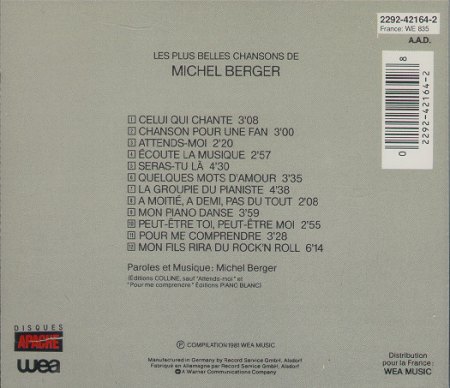 2292-42164-2
France: WE 835
A.A.D.
LES PLUS BELLES CHANSONS DE
MICHEL BERGER
1 CELUI QUI CHANTE 3'08
2 CHANSON POUR UNE FAN 3'00
3 ATTENDS-MOI 2'20
4 ÉCOUTE LA MUSIQUE 2'57
5 SERAS-TU LÀ 4'30
6 QUELQUES MOTS D'AMOUR 3'35
7 LA GROUPIE DU PIANISTE 4'38
8 A MOITIÉ, A DEMI, PAS DU TOUT 2'08
9 MON PIANO DANSE 3'59
10 PEUT-ÊTRE TOI, PEUT-ÊTRE MOI 2'55
11 POUR ME COMPRENDRE 3'28
12 MON FILS RIRA DU ROCK'N ROLL 6'14
Paroles et Musique: Michel Berger
(Éditions COLLINE, sauf "Attends-moi" et
"Pour me comprendre" Éditions PIANO BLANC)
8
0 2292-42164-2
DISQUES
APACHE
wea
Ⓟ COMPILATION 1981 WEA MUSIC
Manufactured in Germany by Record Service GmbH, Alsdorf
Fabriqué en Allemagne par Record Service GmbH, Alsdorf
A Warner Communications Company
Distribution
pour la France:
WEA MUSIC